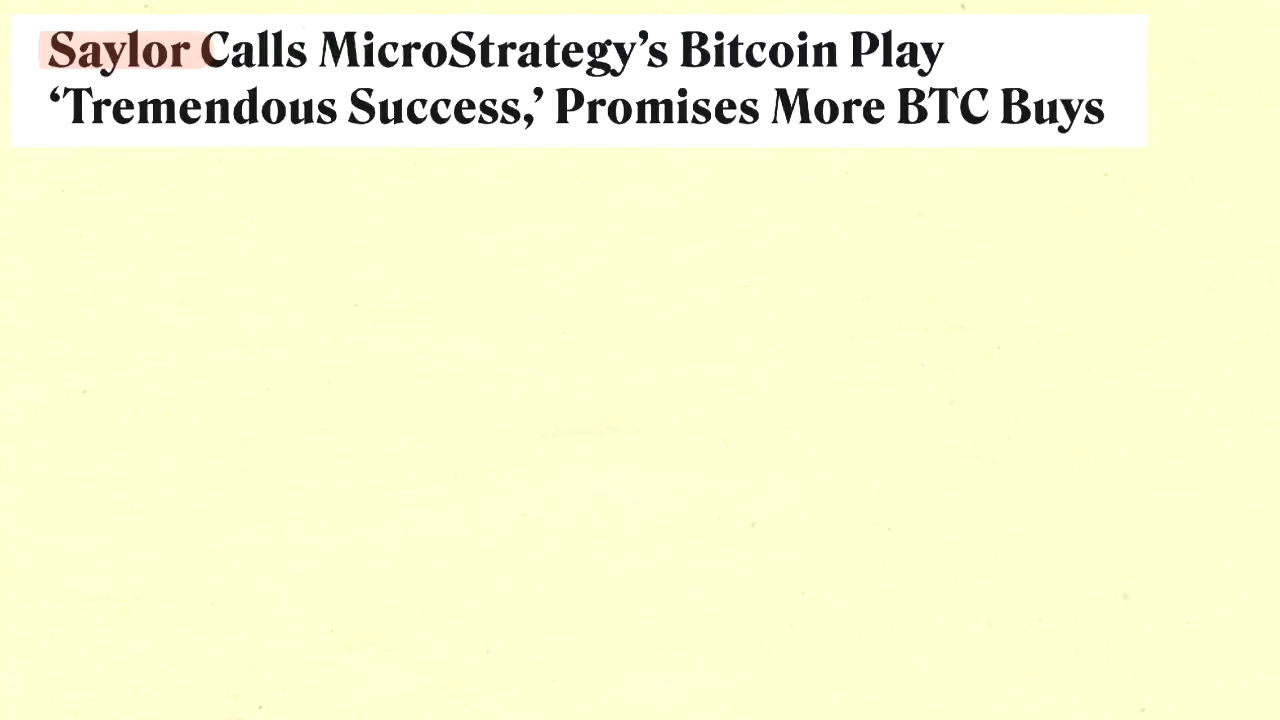 Saylor Calls MicroStrategy’s Bitcoin Play
‘Tremendous Success,’ Promises More BTC Buys